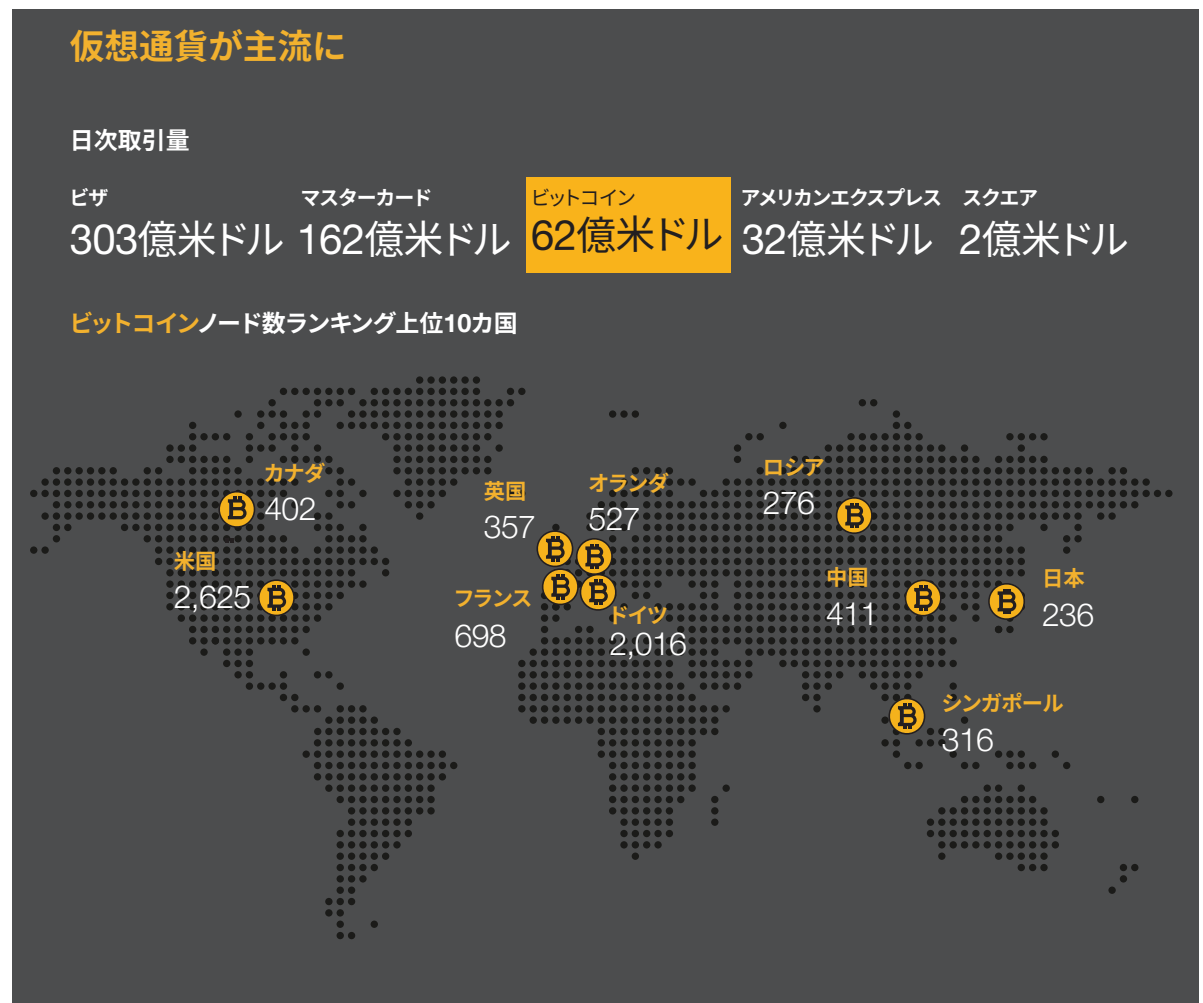 仮想通貨が主流に
日次取引量
ビザ
303億米ドル
マスターカード
162億米ドル
ビットコイン
62億米ドル
アメリカンエクスプレス
32億米ドル
スクエア
2億米ドル
ビットコインノード数ランキング上位10カ国
カナダ
402
米国
2,625
英国
357
オランダ
527
フランス
698
ドイツ
2,016
ロシア
276
中国
411
日本
236
シンガポール
316